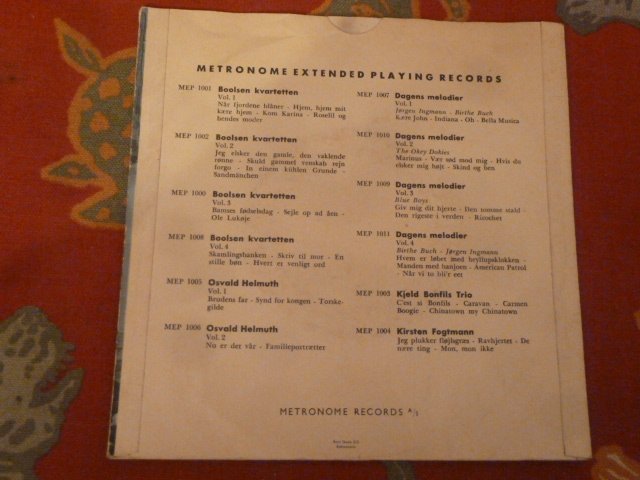 METRONOME EXTENDED PLAYING RECORDS
MEP 1001 Boolsen kvartetten
Vol. 1
Når fjordene blåner - Hjem, hjem mit
kære hjem - Kom Karina - Roselil og
hendes moder
MEP 1002 Boolsen kvartetten
Vol. 2
Jeg elsker den gamle, den vaklende
rønne - Skuld gammel venskab rejn
forgo - In einem kühlen Grunde -
Sandmänchen
MEP 1000 Boolsen kvartetten
Vol. 3
Bamses fødselsdag - Sejle op ad åen -
Ole Lukøje
MEP 1008 Boolsen kvartetten
Vol. 4
Skamlingsbanken - Skriv til mor - En
stille bøn - Hvert er venligt ord
MEP 1005 Osvald Helmuth
Vol. 1
Brudens far - Synd for kongen - Torske-
gilde
MEP 1006 Osvald Helmuth
Vol. 2
Nu er det vår - Familieportrætter
MEP 1007 Dagens melodier
Vol. 1
Jørgen Ingmann - Birthe Buch
Kære John - Indiana - Oh - Bella Musica
MEP 1010 Dagens melodier
Vol. 2
The Okey Dokies
Marinus - Vær sød mod mig - Hvis du
elsker mig højt - Skind og ben
MEP 1009 Dagens melodier
Vol. 3
Blue Boys
Giv mig dit hjerte - Den tomme stald -
Den rigeste i verden - Ricochet
MEP 1011 Dagens melodier
Vol. 4
Birthe Buch - Jørgen Ingmann
Hvem er løbet med bryllupsklokken -
Manden med banjoen - American Patrol
- Når vi to bli'r eet
MEP 1003 Kjeld Bonfils Trio
C'est si Bonfils - Caravan - Carmen
Boogie - Chinatown my Chinatown
MEP 1004 Kirsten Fogtmann
Jeg plukker fløjlsgræs - Ravhjertet - De
nære ting - Mon, mon ikke
METRONOME RECORDS A/S